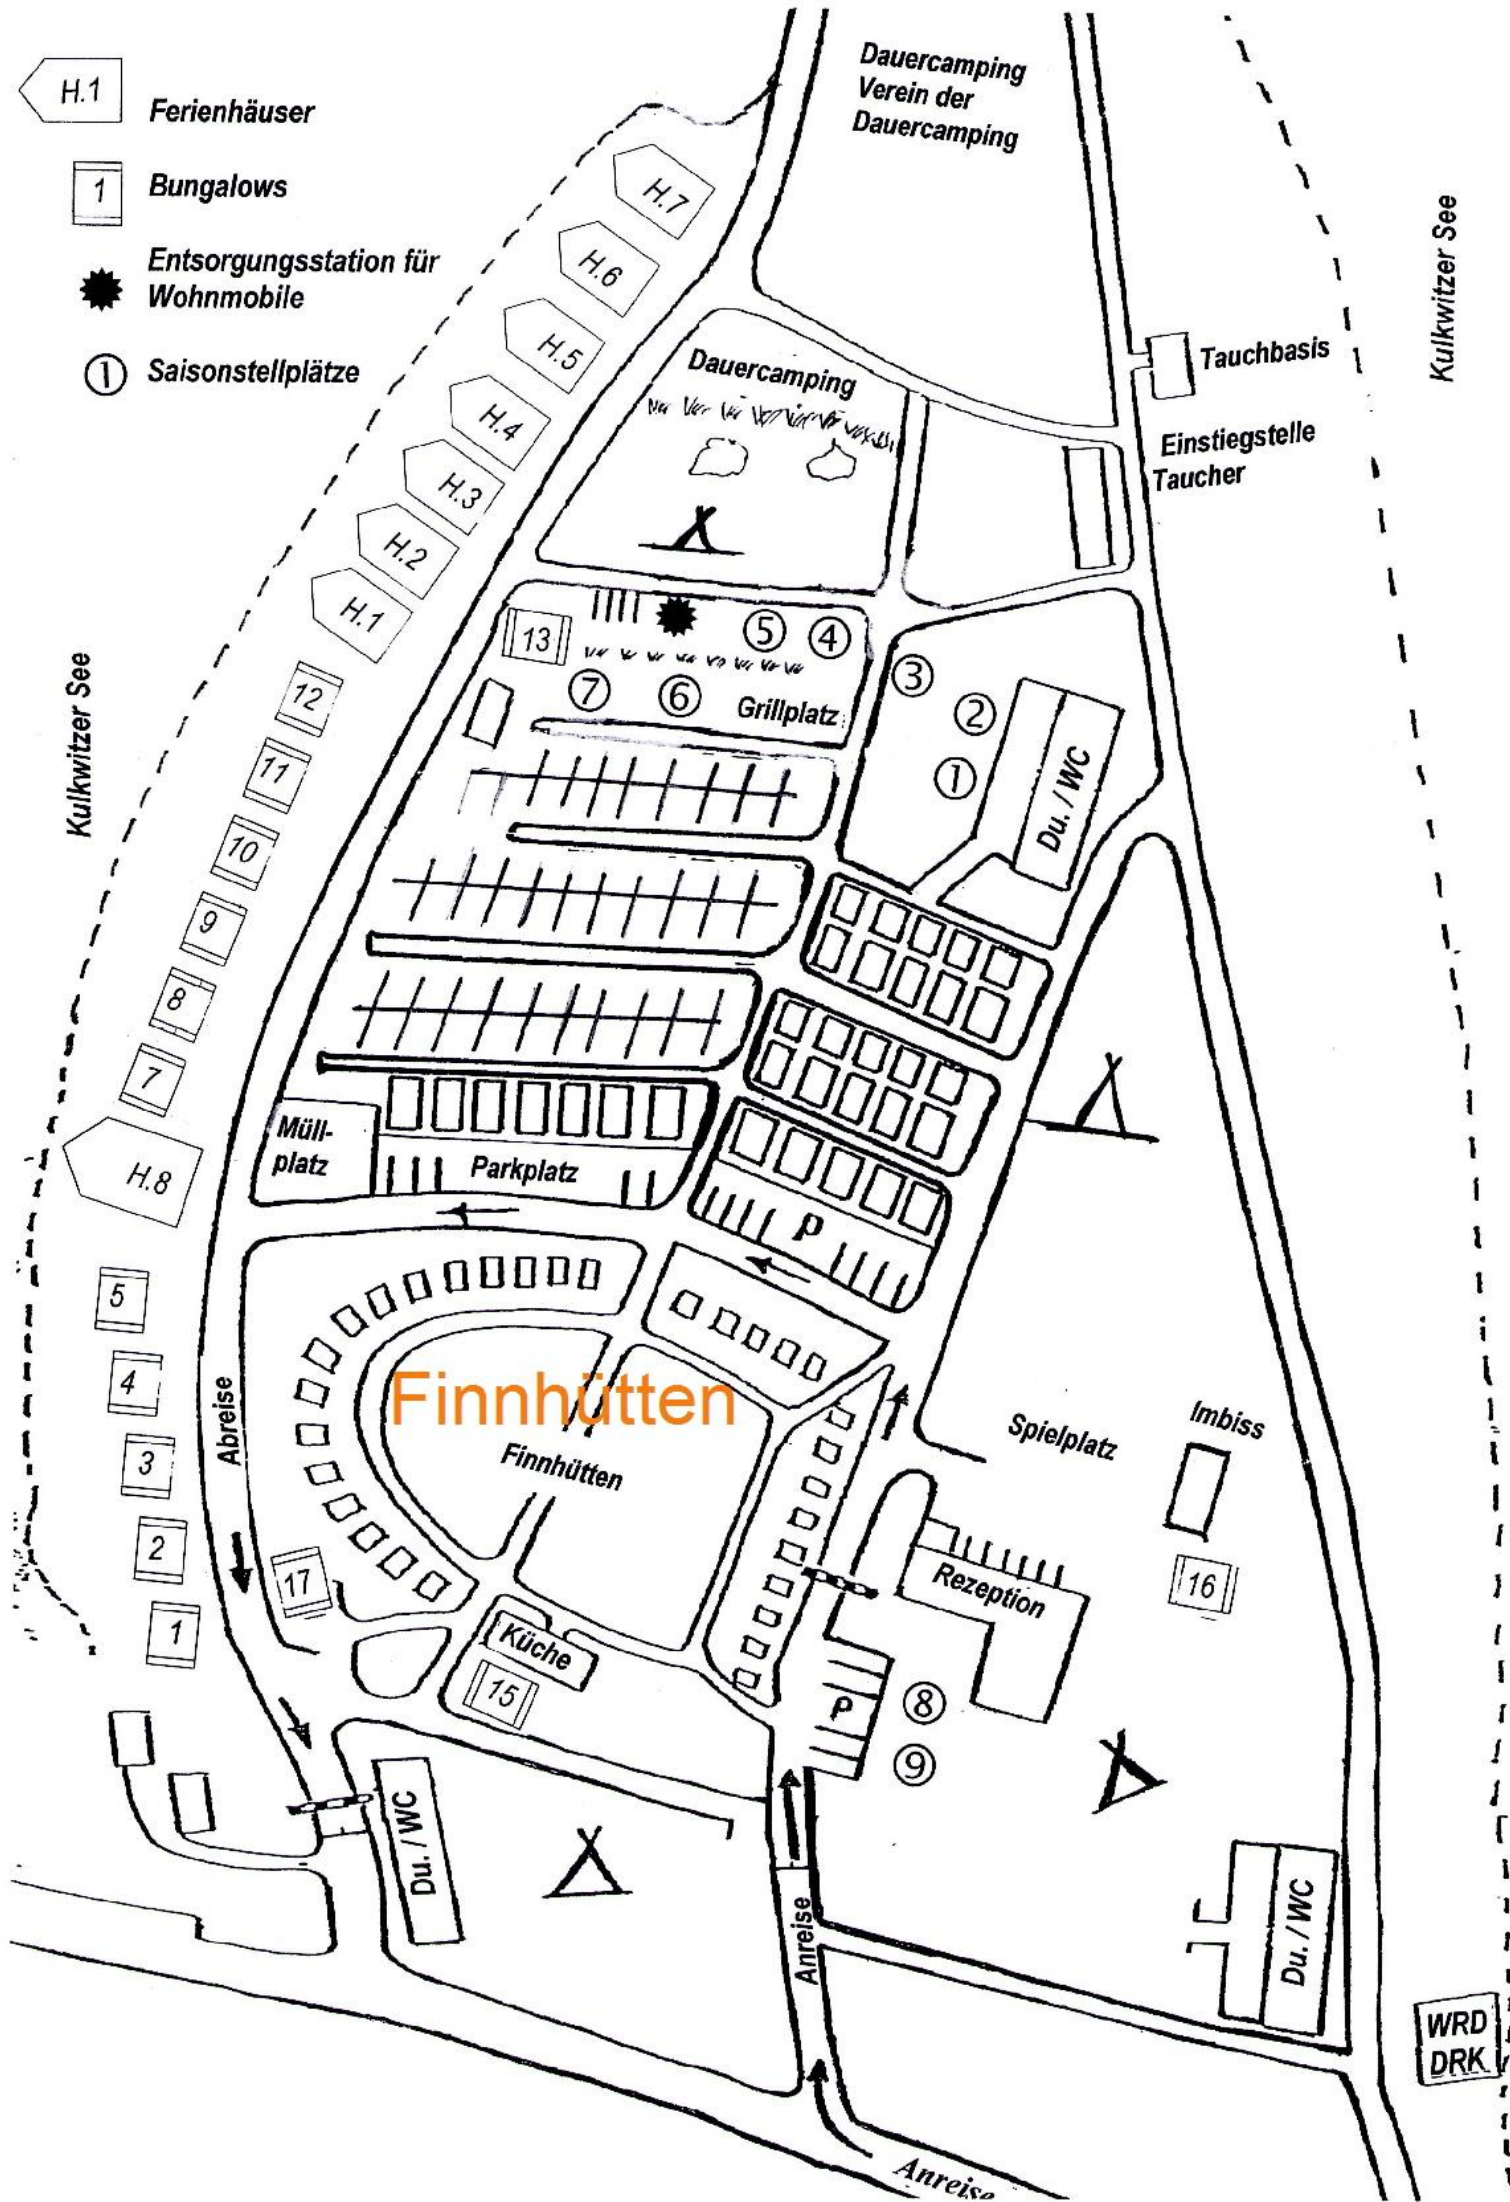 H.1
Ferienhäuser
1
Bungalows
Entsorgungsstation für
Wohnmobile
1
Saisonstellplätze
Dauercamping
Verein der
Dauercamping
Kulkwitzer See
H.7
H.6
H.5
H.4
H.3
H.2
H.1
Dauercamping
Tauchbasis
Einstiegstelle
Taucher
13
5
4
7
6
Grillplatz
3
2
1
Du. / WC
Kulkwitzer See
12
11
10
9
8
7
H.8
5
4
3
2
1
Müll-
platz
Parkplatz
P
Abreise
Finnhütten
Finnhütten
Spielplatz
Imbiss
16
Rezeption
17
Küche
15
P
8
9
Du. / WC
Anreise
Du. / WC
WRD
DRK
Anreise